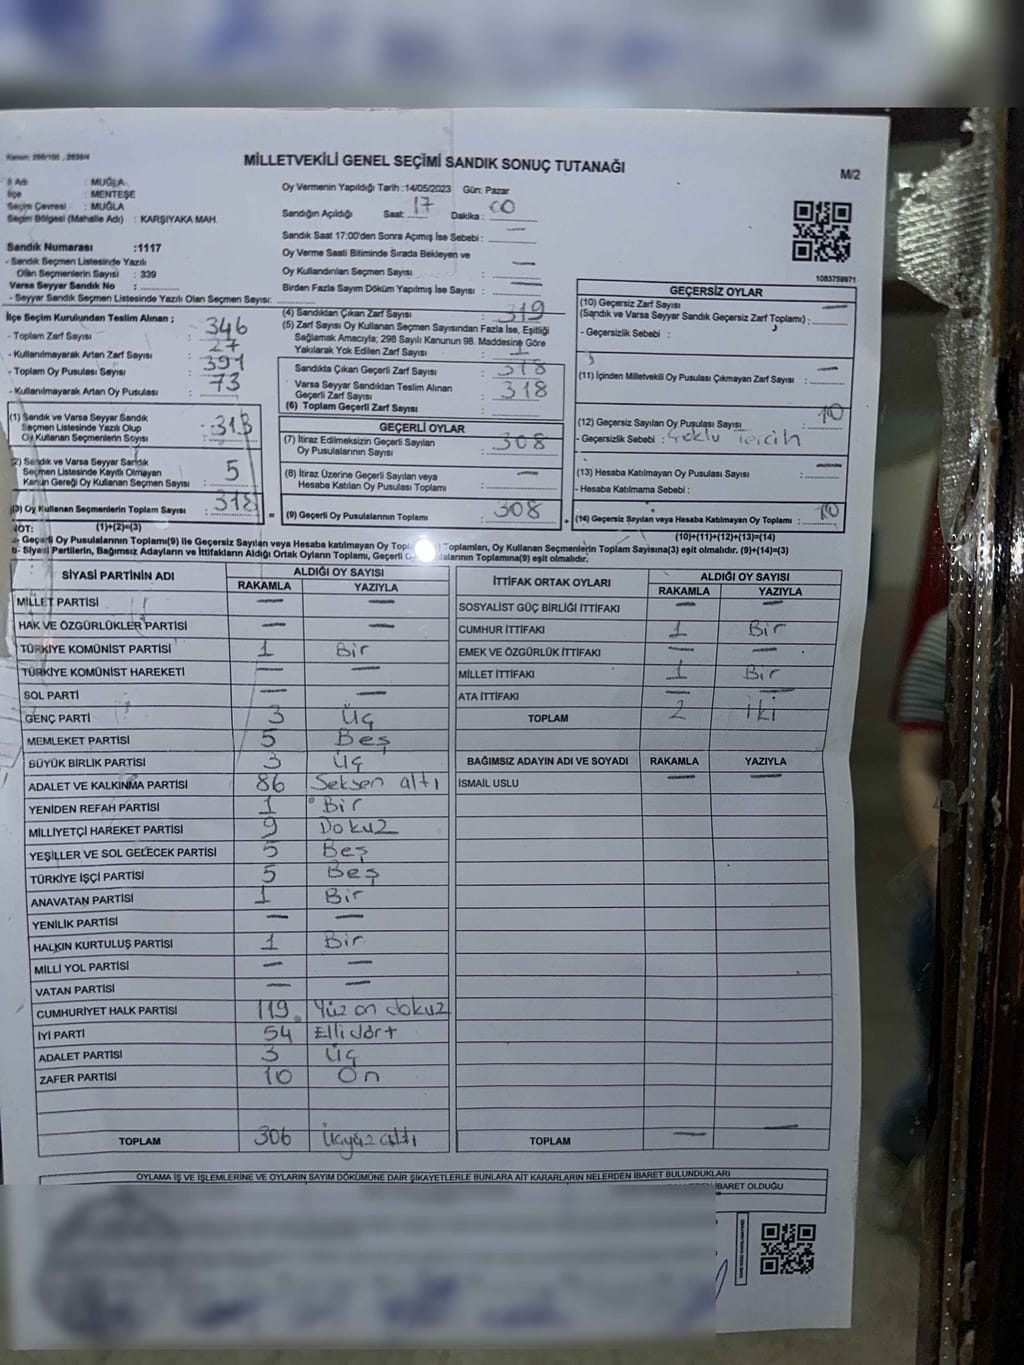 Kanun: 298/105 , 2839/4
MİLLETVEKİLİ GENEL SEÇİMİ SANDIK SONUÇ TUTANAĞI
M/2
İl Adı : MUĞLA
İlçe : MENTEŞE
Seçim Çevresi : MUĞLA
Seçim Bölgesi (Mahalle Adı) : KARŞIYAKA MAH.
Sandık Numarası :1117
- Sandık Seçmen Listesinde Yazılı
Olan Seçmenlerin Sayısı : 339
Varsa Seyyar Sandık No :
- Seyyar Sandık Seçmen Listesinde Yazılı Olan Seçmen Sayısı:
Oy Vermenin Yapıldığı Tarih :14/05/2023 Gün: Pazar
Sandığın Açıldığı Saat: 17 Dakika : 00
Sandık Saat 17:00'den Sonra Açılmış İse Sebebi : —
Oy Verme Saati Bitiminde Sırada Bekleyen ve
Oy Kullandırılan Seçmen Sayısı : —
Birden Fazla Sayım Döküm Yapılmış İse Sayısı : —
1083758971
İlçe Seçim Kurulundan Teslim Alınan ;
- Toplam Zarf Sayısı : 346
- Kullanılmayarak Artan Zarf Sayısı : 27
- Toplam Oy Pusulası Sayısı : 391
- Kullanılmayarak Artan Oy Pusulası : 73
(1) Sandık ve Varsa Seyyar Sandık
Seçmen Listesinde Yazılı Olup
Oy Kullanan Seçmenlerin Sayısı : 313
(2) Sandık ve Varsa Seyyar Sandık
Seçmen Listesinde Kayıtlı Olmayan
Kanun Gereği Oy Kullanan Seçmen Sayısı : 5
(3) Oy Kullanan Seçmenlerin Toplam Sayısı : 318
(1)+(2)=(3)
(4) Sandıktan Çıkan Zarf Sayısı : 319
(5) Zarf Sayısı Oy Kullanan Seçmen Sayısından Fazla İse, Eşitliği
Sağlamak Amacıyla; 298 Sayılı Kanunun 98. Maddesine Göre
Yakılarak Yok Edilen Zarf Sayısı : 1
Sandıkta Çıkan Geçerli Zarf Sayısı : 318
Varsa Seyyar Sandıktan Teslim Alınan
Geçerli Zarf Sayısı : 318
(6) Toplam Geçerli Zarf Sayısı :
GEÇERLİ OYLAR
(7) İtiraz Edilmeksizin Geçerli Sayılan
Oy Pusulalarının Sayısı : 308
(8) İtiraz Üzerine Geçerli Sayılan veya
Hesaba Katılan Oy Pusulası Toplamı : —
= (9) Geçerli Oy Pusulalarının Toplamı : 308 +
GEÇERSİZ OYLAR
(10) Geçersiz Zarf Sayısı —
(Sandık ve Varsa Seyyar Sandık Geçersiz Zarf Toplamı) :
- Geçersizlik Sebebi :
(11) İçinden Milletvekili Oy Pusulası Çıkmayan Zarf Sayısı : —
(12) Geçersiz Sayılan Oy Pusulası Sayısı : 10
- Geçersizlik Sebebi : Çoklu Tercih
(13) Hesaba Katılmayan Oy Pusulası Sayısı : —
- Hesaba Katılmama Sebebi :
(14) Geçersiz Sayılan veya Hesaba Katılmayan Oy Toplamı : 10
(10)+(11)+(12)+(13)=(14)
NOT:
a- Geçerli Oy Pusulalarının Toplamı(9) ile Geçersiz Sayılan veya Hesaba katılmayan Oy Toplamları, Oy Kullanan Seçmenlerin Toplam Sayısına(3) eşit olmalıdır. (9)+(14)=(3)
b- Siyasi Partilerin, Bağımsız Adayların ve İttifakların Aldığı Ortak Oyların Toplamı, Geçerli Oy Pusulalarının Toplamına(9) eşit olmalıdır.
SİYASİ PARTİNİN ADI ALDIĞI OY SAYISI
RAKAMLA YAZIYLA
MİLLET PARTİSİ — —
HAK VE ÖZGÜRLÜKLER PARTİSİ — —
TÜRKİYE KOMÜNİST PARTİSİ 1 Bir
TÜRKİYE KOMÜNİST HAREKETİ — —
SOL PARTİ — —
GENÇ PARTİ 3 Üç
MEMLEKET PARTİSİ 5 Beş
BÜYÜK BİRLİK PARTİSİ 3 Üç
ADALET VE KALKINMA PARTİSİ 86 Seksen altı
YENİDEN REFAH PARTİSİ 1 Bir
MİLLİYETÇİ HAREKET PARTİSİ 9 Dokuz
YEŞİLLER VE SOL GELECEK PARTİSİ 5 Beş
TÜRKİYE İŞÇİ PARTİSİ 5 Beş
ANAVATAN PARTİSİ 1 Bir
YENİLİK PARTİSİ — —
HALKIN KURTULUŞ PARTİSİ 1 Bir
MİLLİ YOL PARTİSİ — —
VATAN PARTİSİ — —
CUMHURİYET HALK PARTİSİ 119 Yüz on dokuz
İYİ PARTİ 54 Elli dört
ADALET PARTİSİ 3 Üç
ZAFER PARTİSİ 10 On
TOPLAM 306 Üçyüz altı
İTTİFAK ORTAK OYLARI ALDIĞI OY SAYISI
RAKAMLA YAZIYLA
SOSYALİST GÜÇ BİRLİĞİ İTTİFAKI — —
CUMHUR İTTİFAKI 1 Bir
EMEK VE ÖZGÜRLÜK İTTİFAKI — —
MİLLET İTTİFAKI 1 Bir
ATA İTTİFAKI — —
TOPLAM 2 iki
BAĞIMSIZ ADAYIN ADI VE SOYADI RAKAMLA YAZIYLA
İSMAİL USLU — —
TOPLAM — —
OYLAMA İŞ VE İŞLEMLERİNE VE OYLARIN SAYIM DÖKÜMÜNE DAİR ŞİKAYETLERLE BUNLARA AİT KARARLARIN NELERDEN İBARET BULUNDUKLARI
İBARET OLDUĞU